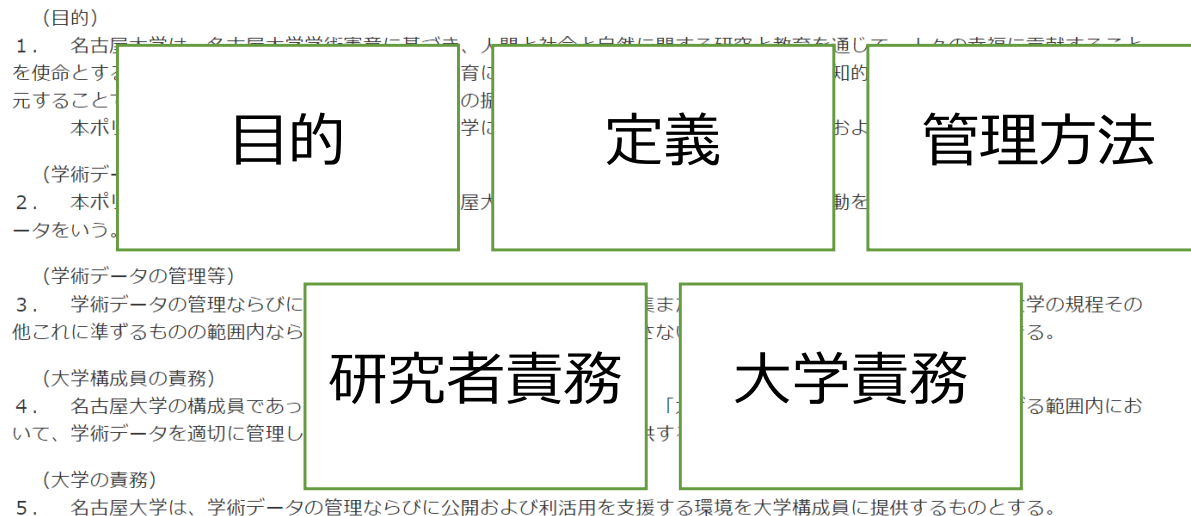 （目的）
１． 名古屋大学は、名古屋大学学術憲章に基づき、人間と社会と自然に関する研究と教育を通じて、人々の幸福に貢献すること
を使命とする 育に 知的
元すること の振
目的 定義 管理方法
本ポリ 学に およ
（学術デー
２． 本ポリ 屋大 動を
ータをいう。
（学術データの管理等）
３． 学術データの管理ならびに 集また 大学の規程その
他これに準ずるものの範囲内なら さない る。
研究者責務 大学責務
（大学構成員の責務）
４． 名古屋大学の構成員であっ 「 る範囲内にお
いて、学術データを適切に管理し 供する
（大学の責務）
５． 名古屋大学は、学術データの管理ならびに公開および利活用を支援する環境を大学構成員に提供するものとする。